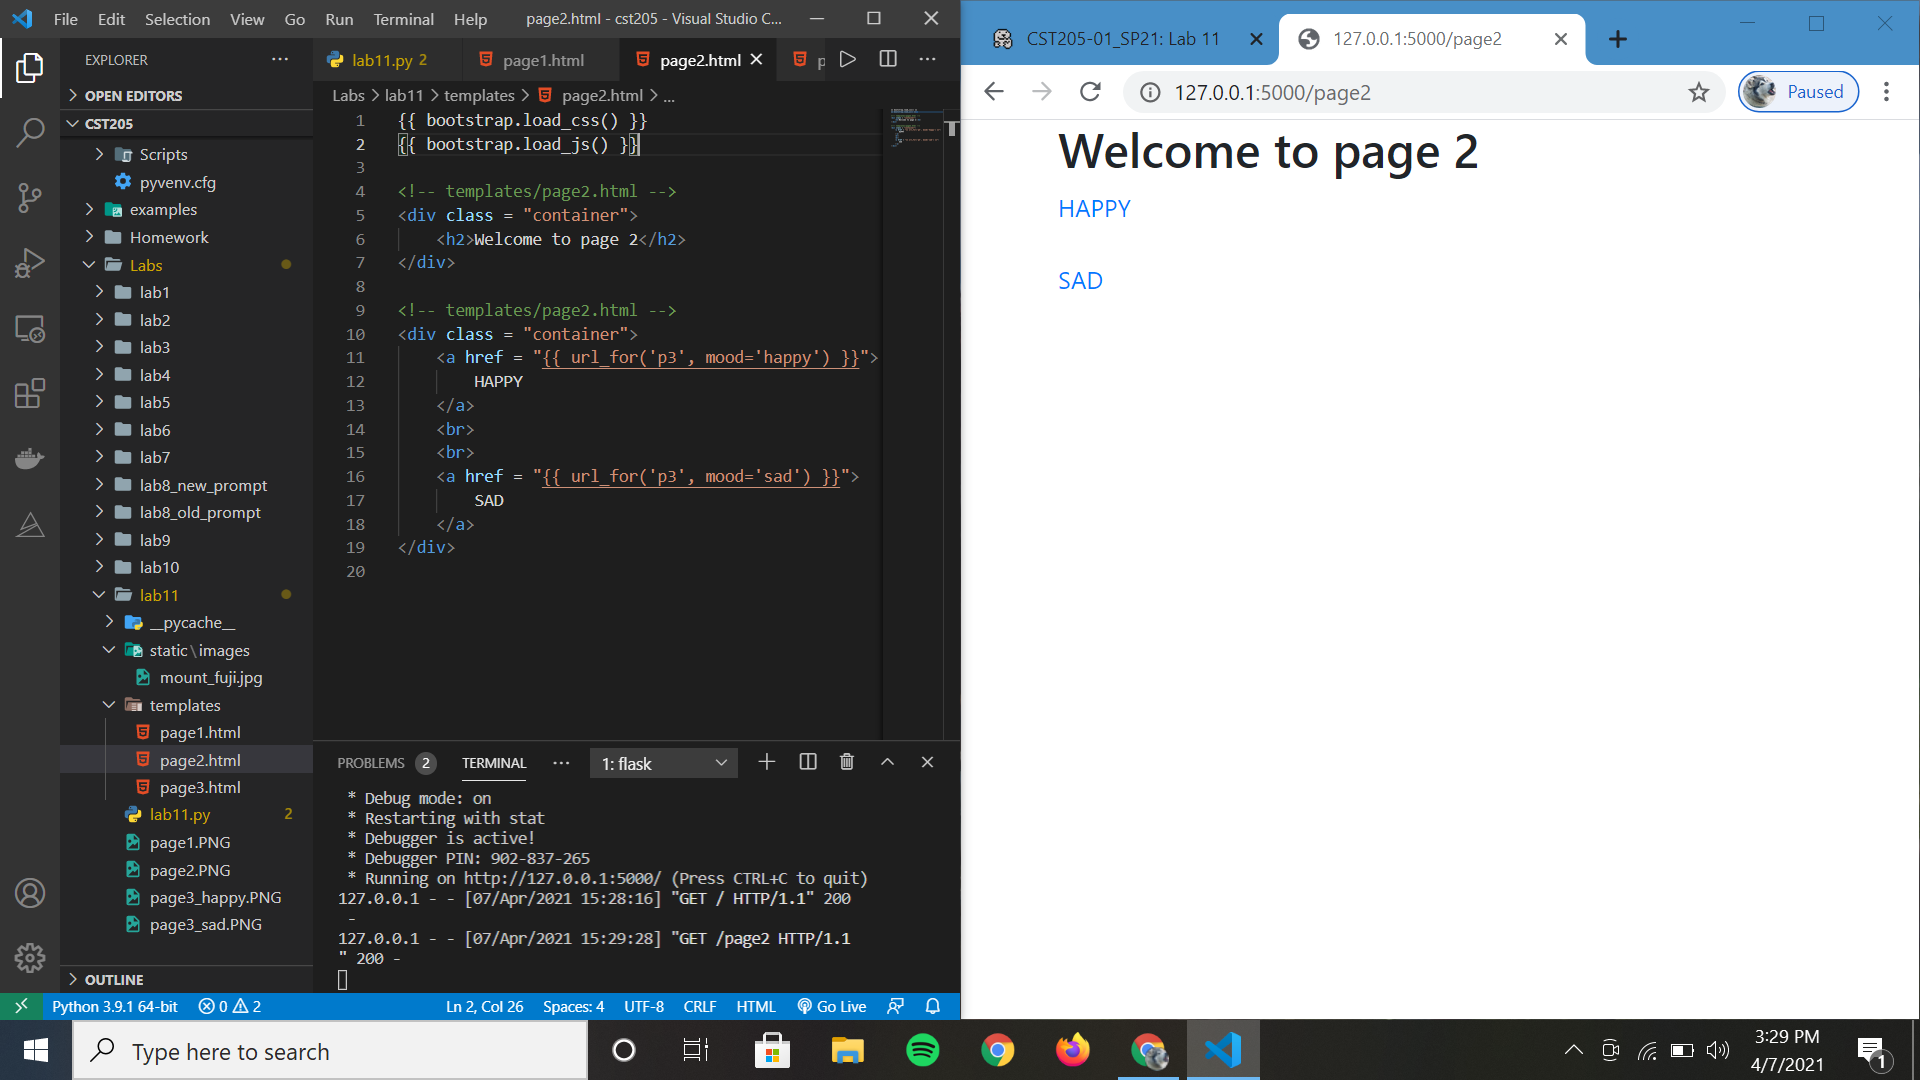 File Edit Selection View Go Run Terminal Help page2.html - cst205 - Visual Studio C...
EXPLORER
OPEN EDITORS
CST205
Scripts
pyvenv.cfg
examples
Homework
Labs
lab1
lab2
lab3
lab4
lab5
lab6
lab7
lab8_new_prompt
lab8_old_prompt
lab9
lab10
lab11
__pycache__
static\images
mount_fuji.jpg
templates
page1.html
page2.html
page3.html
lab11.py 2
page1.PNG
page2.PNG
page3_happy.PNG
page3_sad.PNG
OUTLINE
lab11.py 2 page1.html page2.html p
Labs > lab11 > templates > page2.html > ...
1 {{ bootstrap.load_css() }}
2 {{ bootstrap.load_js() }}
3
4 <!-- templates/page2.html -->
5 <div class = "container">
6 <h2>Welcome to page 2</h2>
7 </div>
8
9 <!-- templates/page2.html -->
10 <div class = "container">
11 <a href = "{{ url_for('p3', mood='happy') }}">
12 HAPPY
13 </a>
14 <br>
15 <br>
16 <a href = "{{ url_for('p3', mood='sad') }}">
17 SAD
18 </a>
19 </div>
20
PROBLEMS 2 TERMINAL 1: flask
* Debug mode: on
* Restarting with stat
* Debugger is active!
* Debugger PIN: 902-837-265
* Running on http://127.0.0.1:5000/ (Press CTRL+C to quit)
127.0.0.1 - - [07/Apr/2021 15:28:16] "GET / HTTP/1.1" 200
-
127.0.0.1 - - [07/Apr/2021 15:29:28] "GET /page2 HTTP/1.1
" 200 -
Python 3.9.1 64-bit 0 2 Ln 2, Col 26 Spaces: 4 UTF-8 CRLF HTML Go Live
CST205-01_SP21: Lab 11
127.0.0.1:5000/page2
127.0.0.1:5000/page2
Paused
Welcome to page 2
HAPPY
SAD
Type here to search
3:29 PM
4/7/2021
1